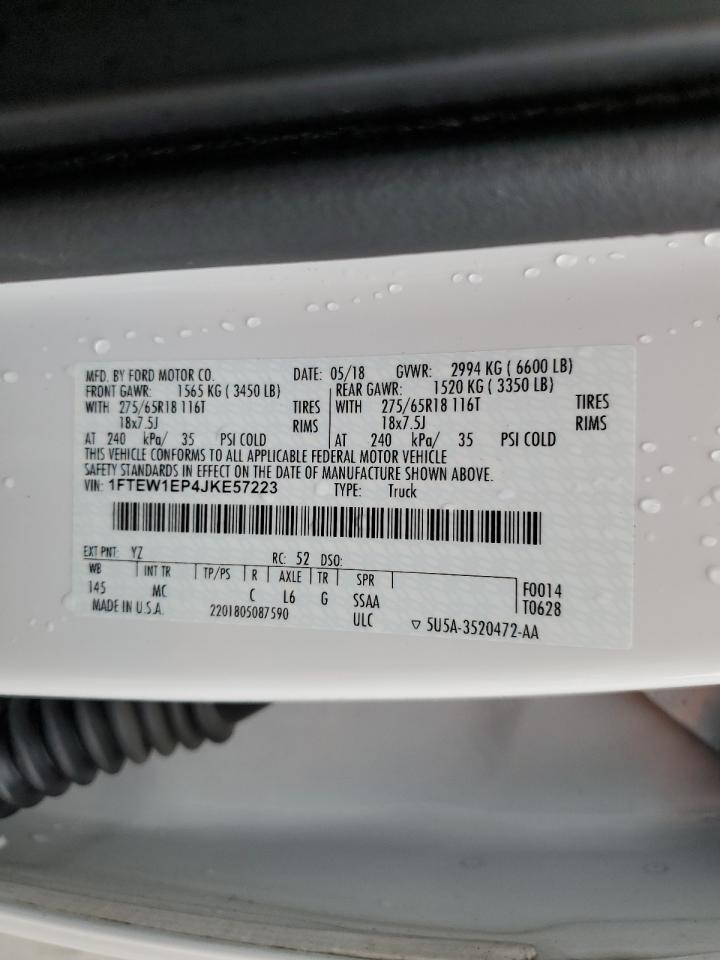 MFD. BY FORD MOTOR CO. DATE: 05/18 GVWR: 2994 KG ( 6600 LB)
FRONT GAWR: 1565 KG ( 3450 LB) REAR GAWR: 1520 KG ( 3350 LB)
WITH 275/65R18 116T TIRES WITH 275/65R18 116T TIRES
18x7.5J RIMS 18x7.5J RIMS
AT 240 kPa/ 35 PSI COLD AT 240 kPa/ 35 PSI COLD
THIS VEHICLE CONFORMS TO ALL APPLICABLE FEDERAL MOTOR VEHICLE
SAFETY STANDARDS IN EFFECT ON THE DATE OF MANUFACTURE SHOWN ABOVE.
VIN: 1FTEW1EP4JKE57223 TYPE: Truck
EXT PNT: YZ RC: 52 DSO:
WB INT TR TP/PS R AXLE TR SPR
145 MC C L6 G SSAA F0014
MADE IN U.S.A. 2201805087590 ULC T0628
▽ 5U5A-3520472-AA